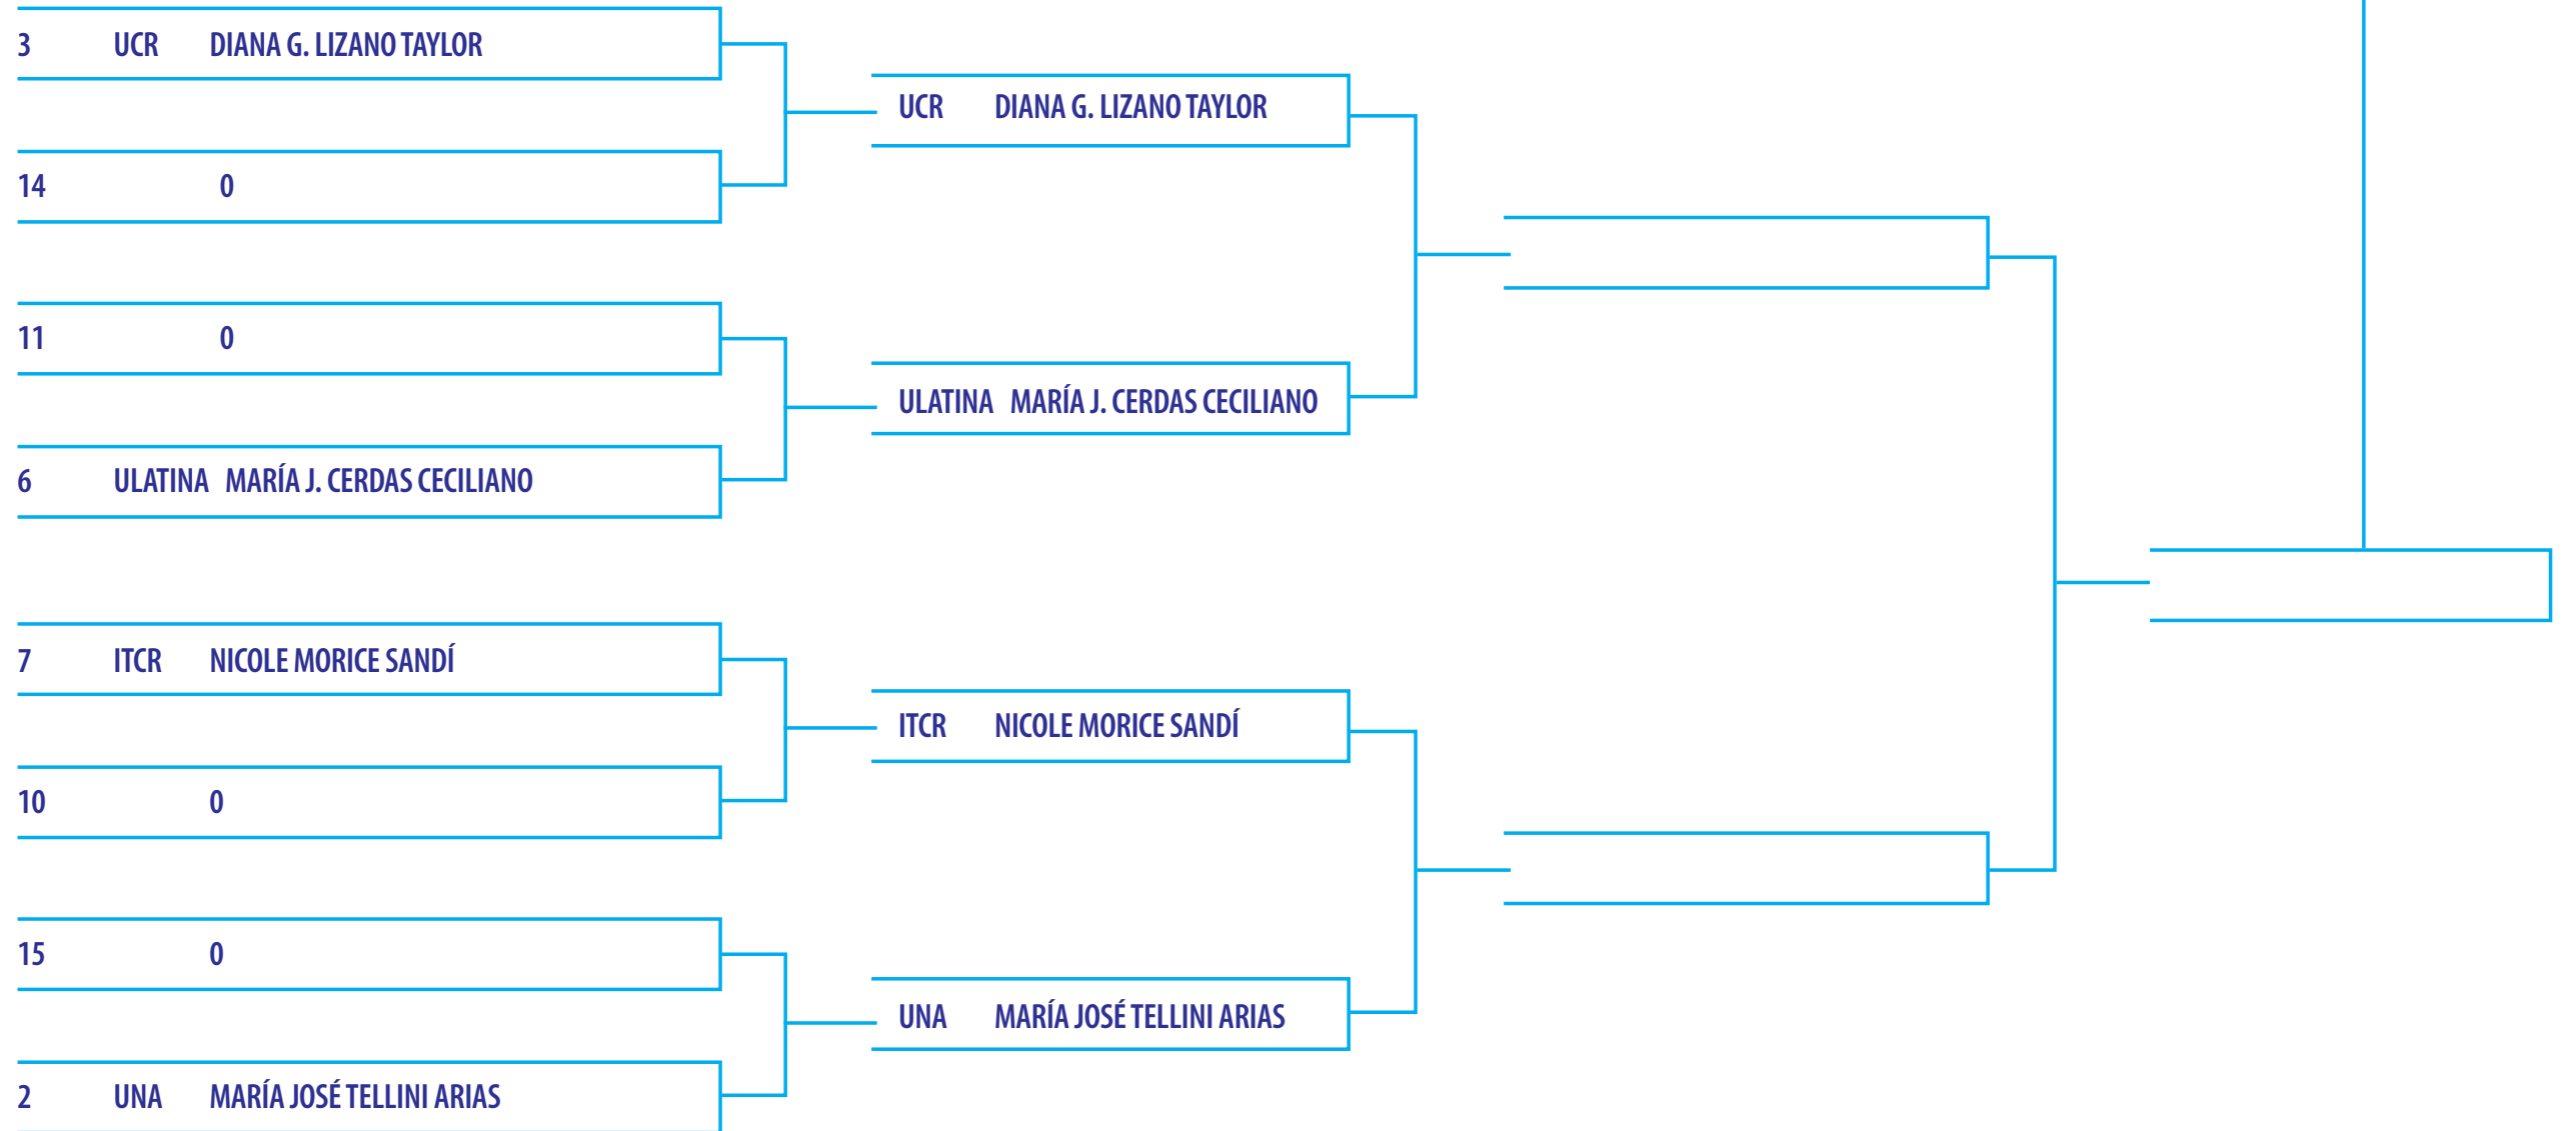 3 UCR DIANA G. LIZANO TAYLOR
14 0
11 0
6 ULATINA MARÍA J. CERDAS CECILIANO
7 ITCR NICOLE MORICE SANDÍ
10 0
15 0
2 UNA MARÍA JOSÉ TELLINI ARIAS
UCR DIANA G. LIZANO TAYLOR
ULATINA MARÍA J. CERDAS CECILIANO
ITCR NICOLE MORICE SANDÍ
UNA MARÍA JOSÉ TELLINI ARIAS